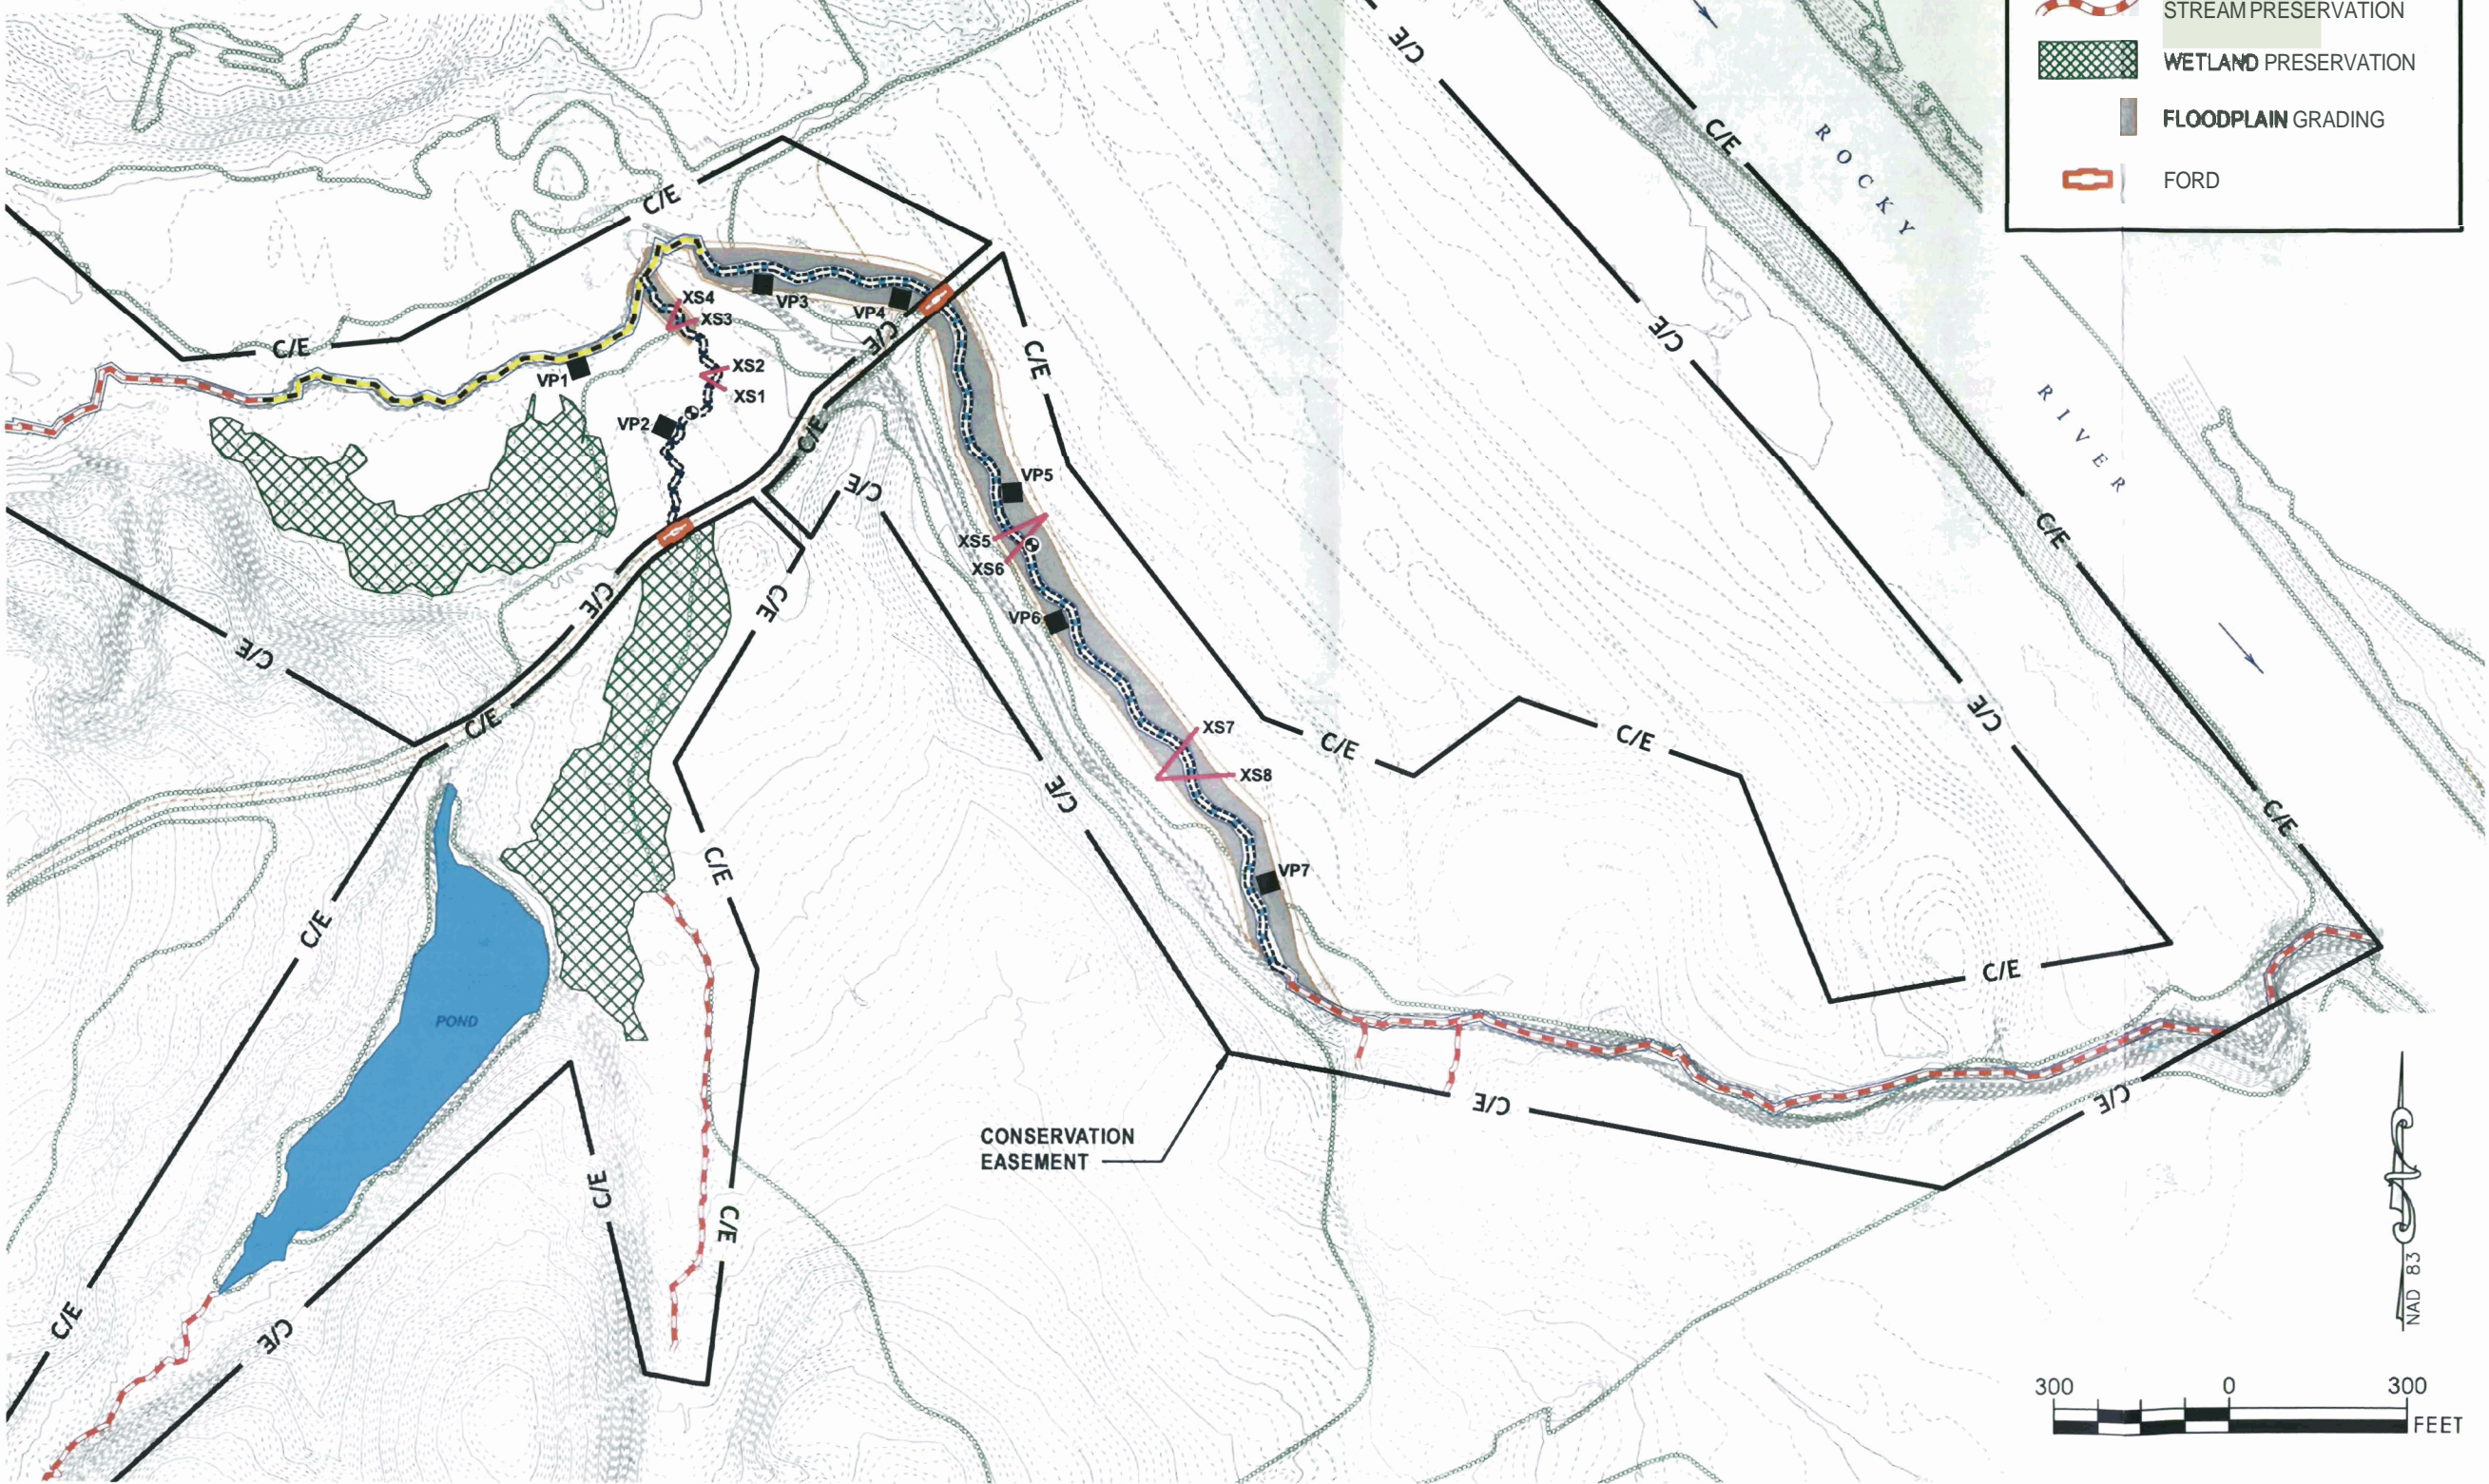 STREAM PRESERVATION
WETLAND PRESERVATION
FLOODPLAIN GRADING
FORD
C/E
C/E
ROCKY
C/E
C/E
XS4
VP3
XS3
VP4
C/E
C/E
C/E
C/E
XS2
VP1
XS1
RIVER
VP2
C/E
VP5
C/E
C/E
XS5
XS6
C/E
C/E
VP6
C/E
C/E
C/E
XS7
C/E
C/E
XS8
C/E
C/E
C/E
VP7
C/E
C/E
POND
C/E
C/E
CONSERVATION
EASEMENT
C/E
C/E
NAD 83
C/E
C/E
300 0 300
FEET